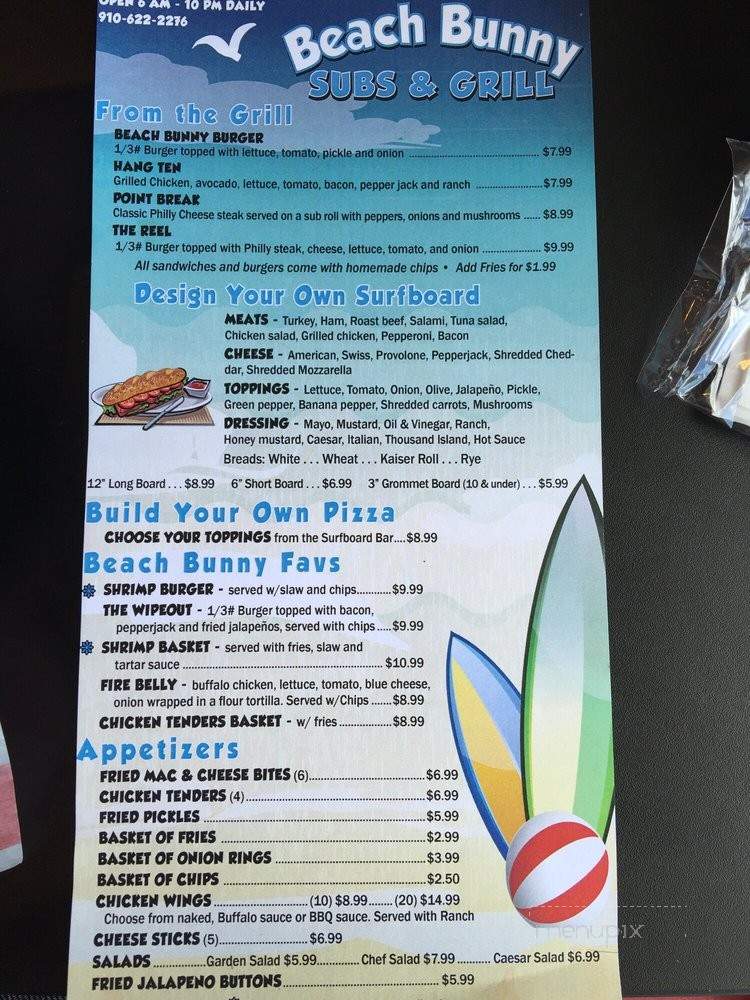 OPEN 6 AM - 10 PM DAILY
910-622-2276
Beach Bunny
SUBS & GRILL
From the Grill
BEACH BUNNY BURGER
1/3# Burger topped with lettuce, tomato, pickle and onion ........ $7.99
HANG TEN
Grilled Chicken, avocado, lettuce, tomato, bacon, pepper jack and ranch ........ $7.99
POINT BREAK
Classic Philly Cheese steak served on a sub roll with peppers, onions and mushrooms ...... $8.99
THE REEL
1/3# Burger topped with Philly steak, cheese, lettuce, tomato, and onion ........ $9.99
All sandwiches and burgers come with homemade chips • Add Fries for $1.99
Design Your Own Surfboard
MEATS - Turkey, Ham, Roast beef, Salami, Tuna salad,
Chicken salad, Grilled chicken, Pepperoni, Bacon
CHEESE - American, Swiss, Provolone, Pepperjack, Shredded Ched-
dar, Shredded Mozzarella
TOPPINGS - Lettuce, Tomato, Onion, Olive, Jalapeño, Pickle,
Green pepper, Banana pepper, Shredded carrots, Mushrooms
DRESSING - Mayo, Mustard, Oil & Vinegar, Ranch,
Honey mustard, Caesar, Italian, Thousand Island, Hot Sauce
Breads: White . . . Wheat . . . Kaiser Roll . . . Rye
12" Long Board . . . $8.99 6" Short Board . . . $6.99 3" Grommet Board (10 & under) . . . $5.99
Build Your Own Pizza
CHOOSE YOUR TOPPINGS from the Surfboard Bar....$8.99
Beach Bunny Favs
SHRIMP BURGER - served w/slaw and chips...........$9.99
THE WIPEOUT - 1/3# Burger topped with bacon,
pepperjack and fried jalapeños, served with chips .....$9.99
SHRIMP BASKET - served with fries, slaw and
tartar sauce ........ $10.99
FIRE BELLY - buffalo chicken, lettuce, tomato, blue cheese,
onion wrapped in a flour tortilla. Served w/Chips .......$8.99
CHICKEN TENDERS BASKET - w/ fries.................$8.99
Appetizers
FRIED MAC & CHEESE BITES (6)........$6.99
CHICKEN TENDERS (4)........$6.99
FRIED PICKLES ........$5.99
BASKET OF FRIES ........$2.99
BASKET OF ONION RINGS ........$3.99
BASKET OF CHIPS ........$2.50
CHICKEN WINGS........(10) $8.99........(20) $14.99
Choose from naked, Buffalo sauce or BBQ sauce. Served with Ranch
CHEESE STICKS (5)........ $6.99
SALADS ........Garden Salad $5.99........ Chef Salad $7.99 ........ Caesar Salad $6.99
FRIED JALAPENO BUTTONS........ $5.99
menupix